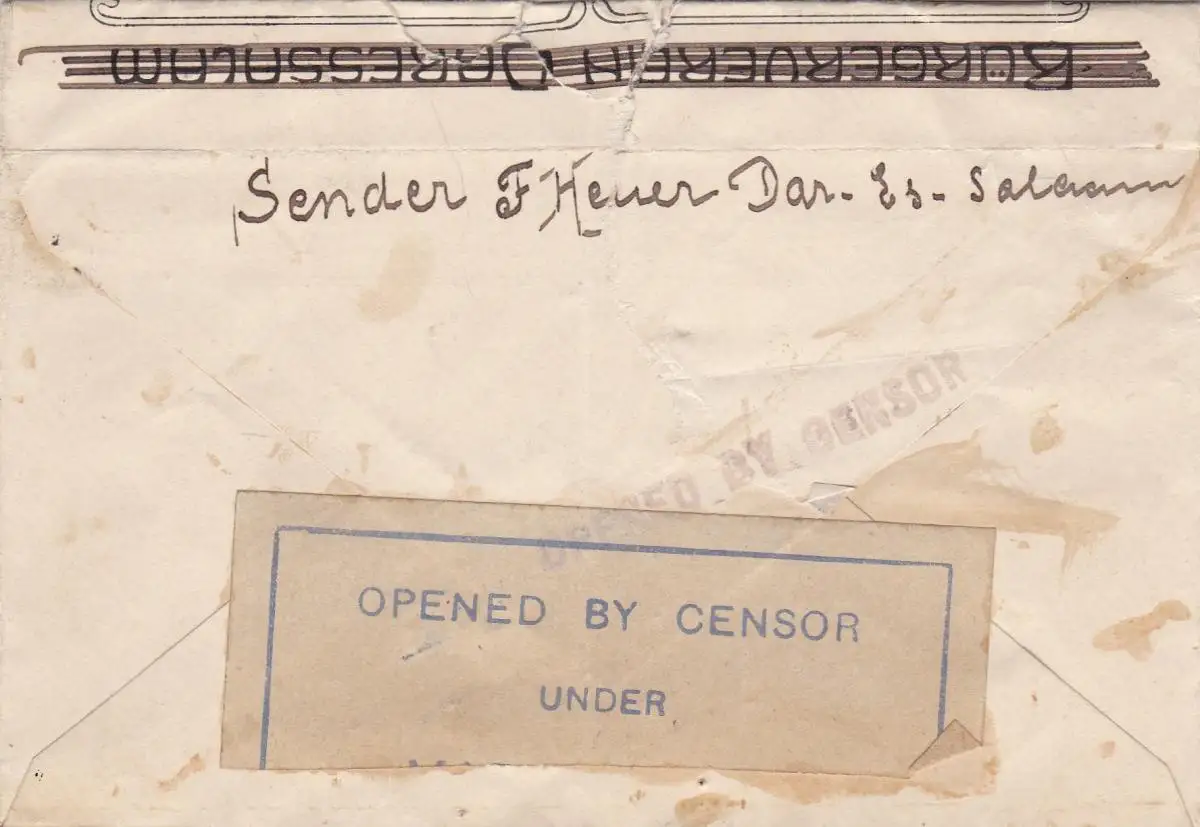 BÜRGERVEREIN DARESSALAM
Sender F Heuer Dar-Es-Salaam
OPENED BY CENSOR
OPENED BY CENSOR
UNDER